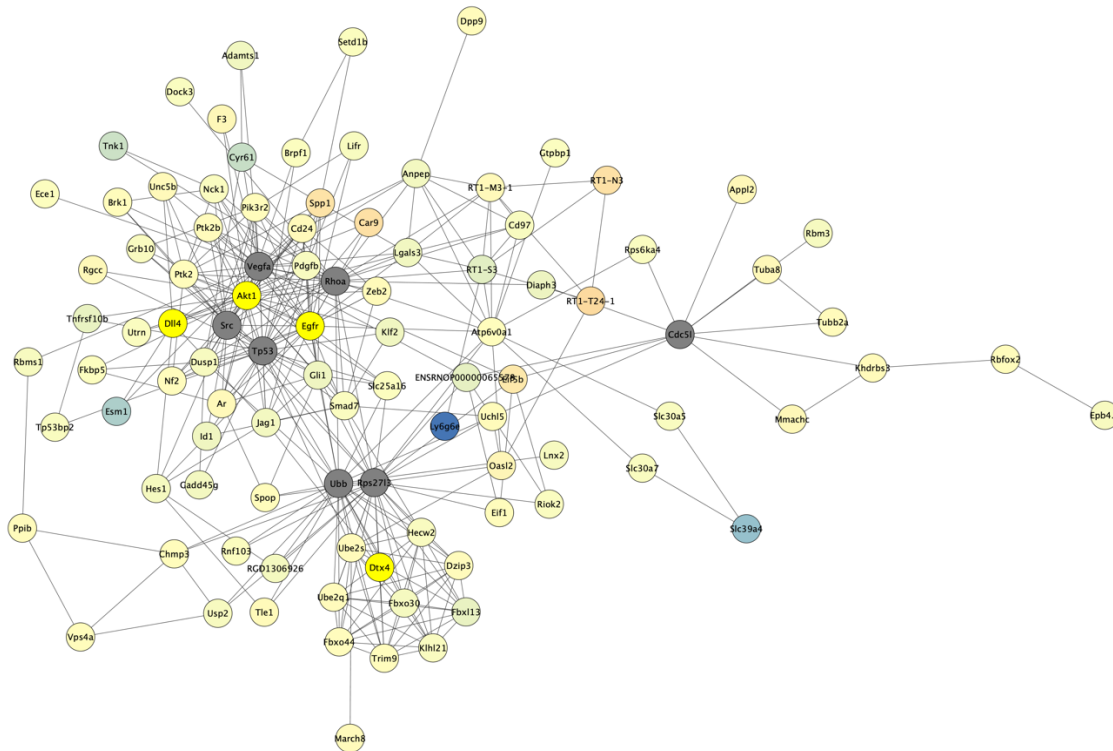 Dpp9
Setd1b
Adamts1
Dock3
F3
Tnk1
Cyr61
Brpf1
Lifr
Gtpbp1
Anpep
RT1-M3-1
RT1-N3
Appl2
Ece1
Brk1
Unc5b
Nck1
Pik3r2
Spp1
Ptk2b
Cd24
Car9
Cd97
Rps6ka4
Rbm3
Grb10
Lgals3
Rgcc
Ptk2
Vegfa
Pdgfb
Rhoa
RT1-S3
Diaph3
Tuba8
Akt1
Zeb2
RT1-T24-1
Tnfrsf10b
Dll4
Src
Egfr
Klf2
Atp6v0a1
Cdc5l
Tubb2a
Utrn
Tp53
Rbms1
Fkbp5
Dusp1
Nf2
Gli1
Slc25a16
ENSRNOP00000065578
Khdrbs3
Rbfox2
Esm1
Ar
Smad7
Uchl5
Slc30a5
Mmachc
Epb4.
Tp53bp2
Id1
Jag1
Ly6g6e
Hes1
Gadd45g
Spop
Ubb
Oasl2
Lnx2
Slc30a7
Eif1
Riok2
Slc39a4
Ppib
Chmp3
Rnf103
RGD1306926
Ube2s
Hecw2
Dtx4
Dzip3
Usp2
Tle1
Ube2q1
Fbxo30
Fbxl13
Vps4a
Fbxo44
Trim9
Klhl21
March8